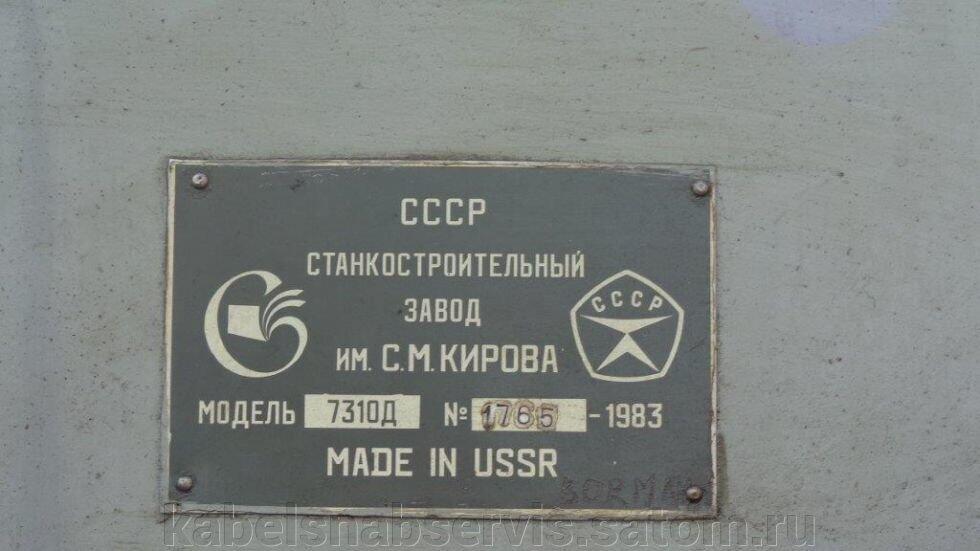 СССР
СТАНКОСТРОИТЕЛЬНЫЙ
ЗАВОД
СССР
ИМ. С.М.КИРОВА
МОДЕЛЬ 7310Д № 1765 -1983
MADE IN USSR
kabelsnabservis.satom.ru